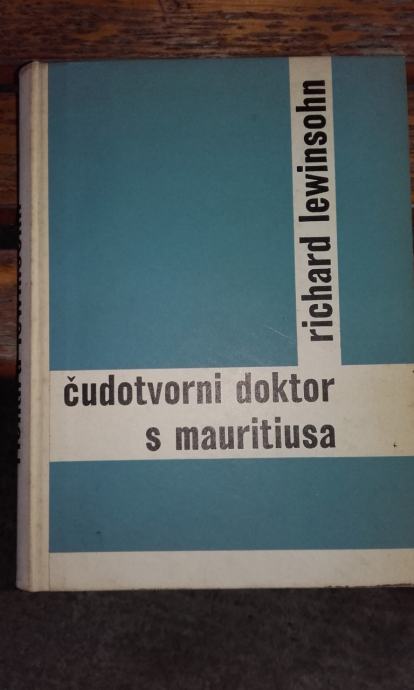 richard lewinsohn
čudotvorni doktor
s mauritiusa